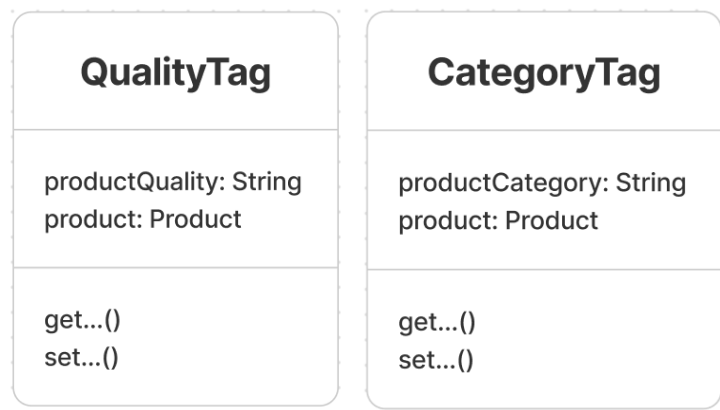 QualityTag
productQuality: String
product: Product
get...()
set...()
CategoryTag
productCategory: String
product: Product
get...()
set...()